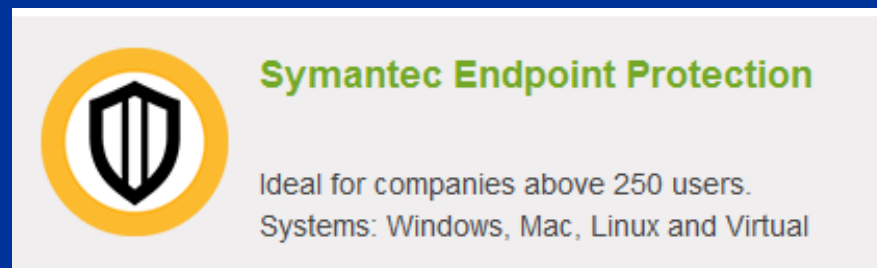 Symantec Endpoint Protection
Ideal for companies above 250 users.
Systems: Windows, Mac, Linux and Virtual